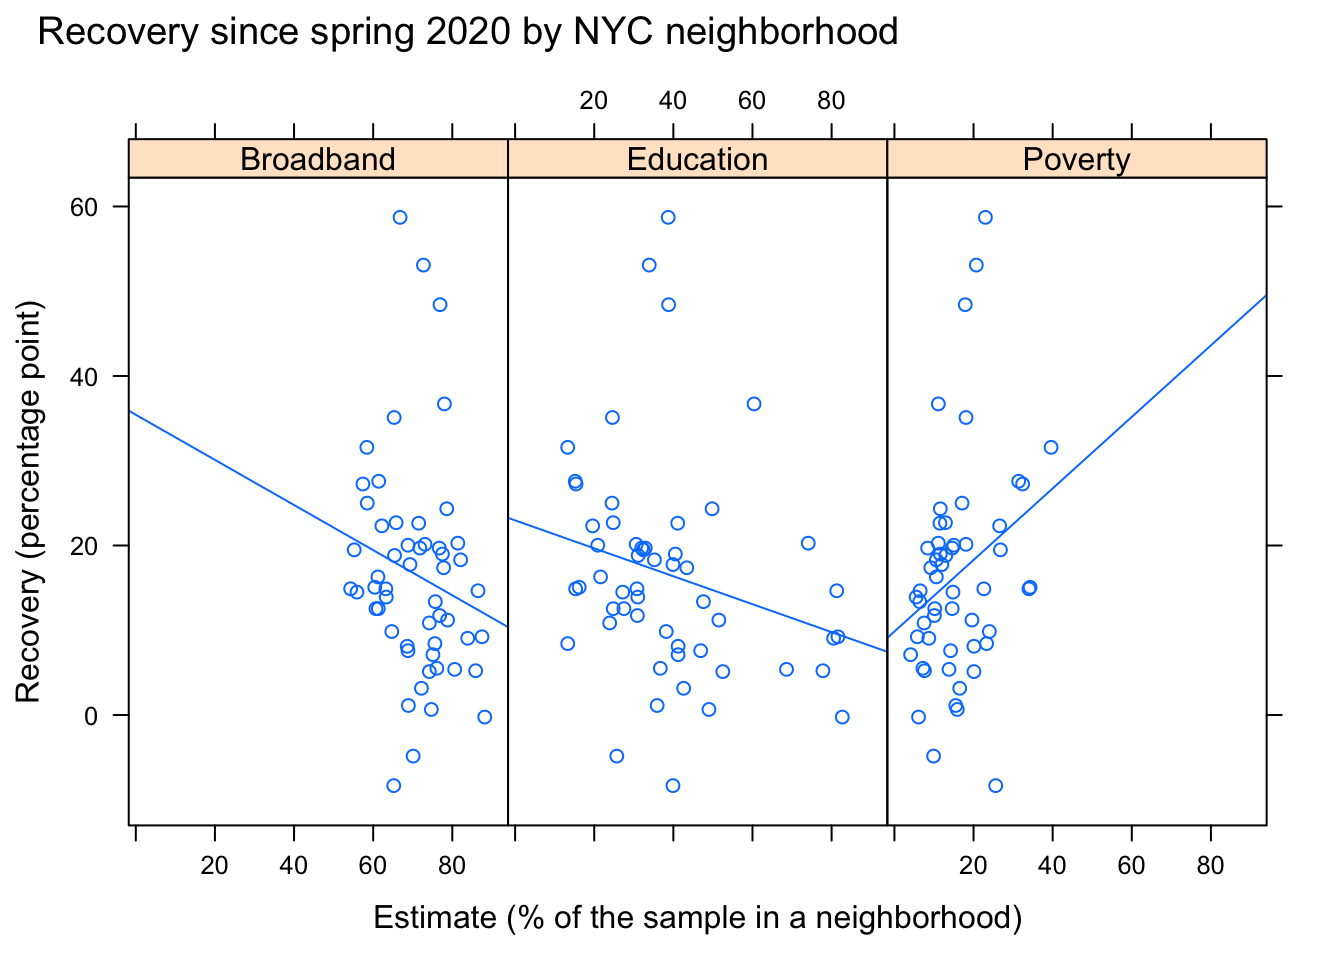 Recovery since spring 2020 by NYC neighborhood
20 40 60 80
Broadband Education Poverty
60
40
20
0
Recovery (percentage point)
20 40 60 80 20 40 60 80
Estimate (% of the sample in a neighborhood)